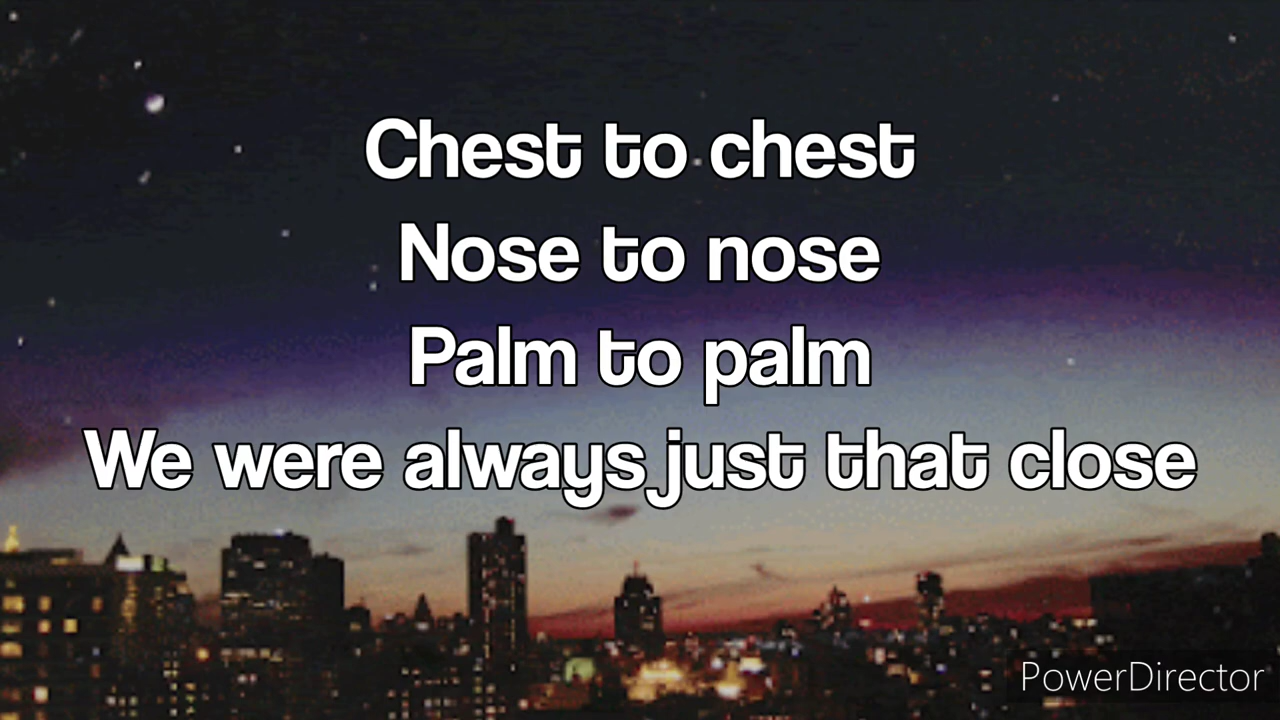 Chest to chest
Nose to nose
Palm to palm
We were always just that close
PowerDirector